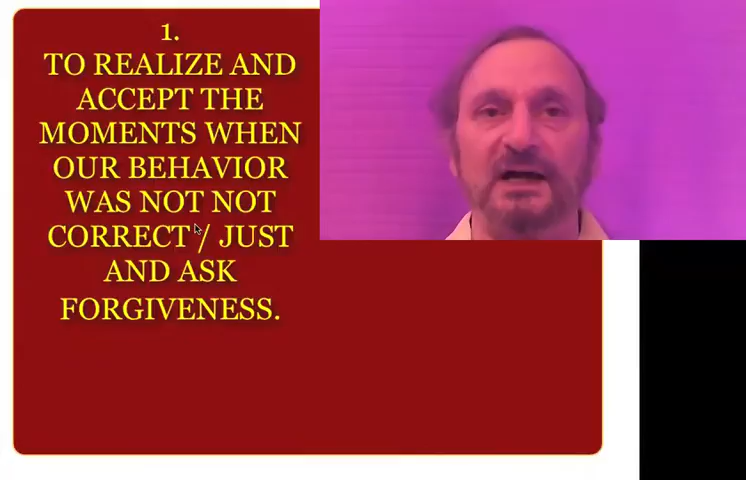 1.
TO REALIZE AND
ACCEPT THE
MOMENTS WHEN
OUR BEHAVIOR
WAS NOT NOT
CORRECT / JUST
AND ASK
FORGIVENESS.